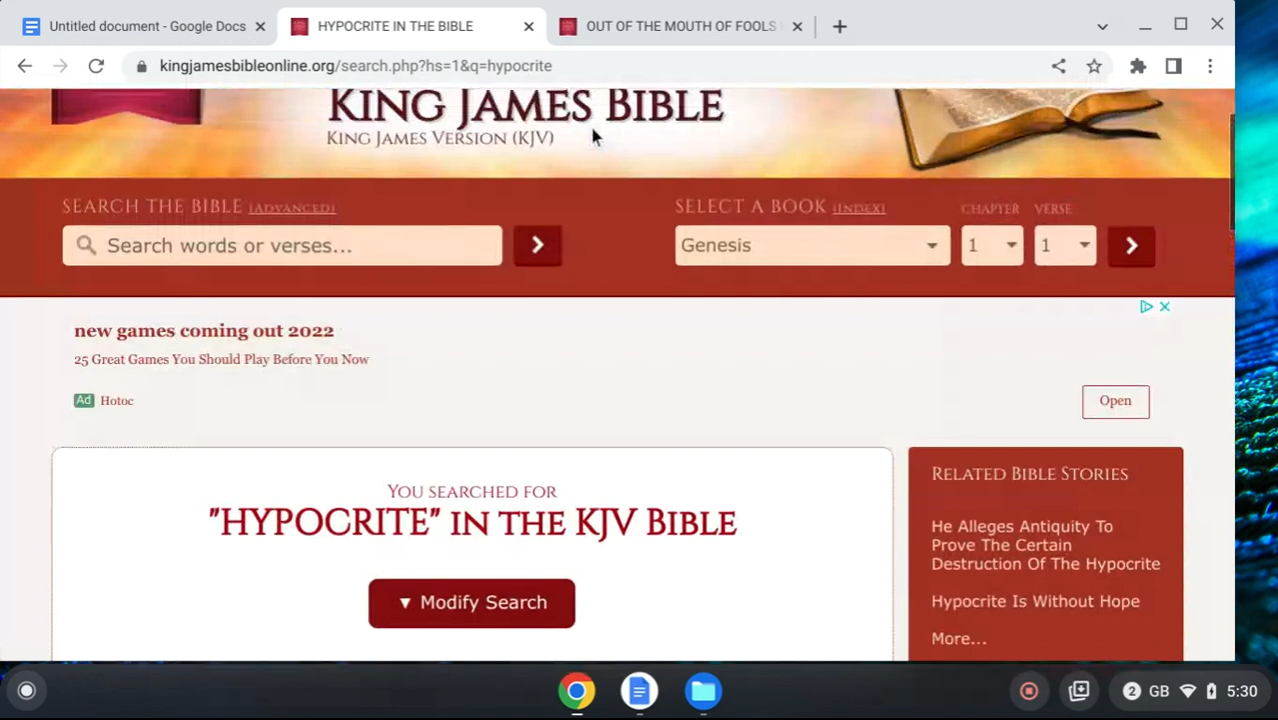 Untitled document - Google Docs
HYPOCRITE IN THE BIBLE
OUT OF THE MOUTH OF FOOLS
kingjamesbibleonline.org/search.php?hs=1&q=hypocrite
King James Bible
King James Version (KJV)
Search the Bible (Advanced)
Search words or verses...
Select a Book (Index)
Chapter
Verse
Genesis
1
1
new games coming out 2022
25 Great Games You Should Play Before You Now
Ad Hotoc
Open
You searched for
"HYPOCRITE" in the KJV Bible
▼ Modify Search
Related Bible Stories
He Alleges Antiquity To
Prove The Certain
Destruction Of The Hypocrite
Hypocrite Is Without Hope
More...
2 GB 5:30